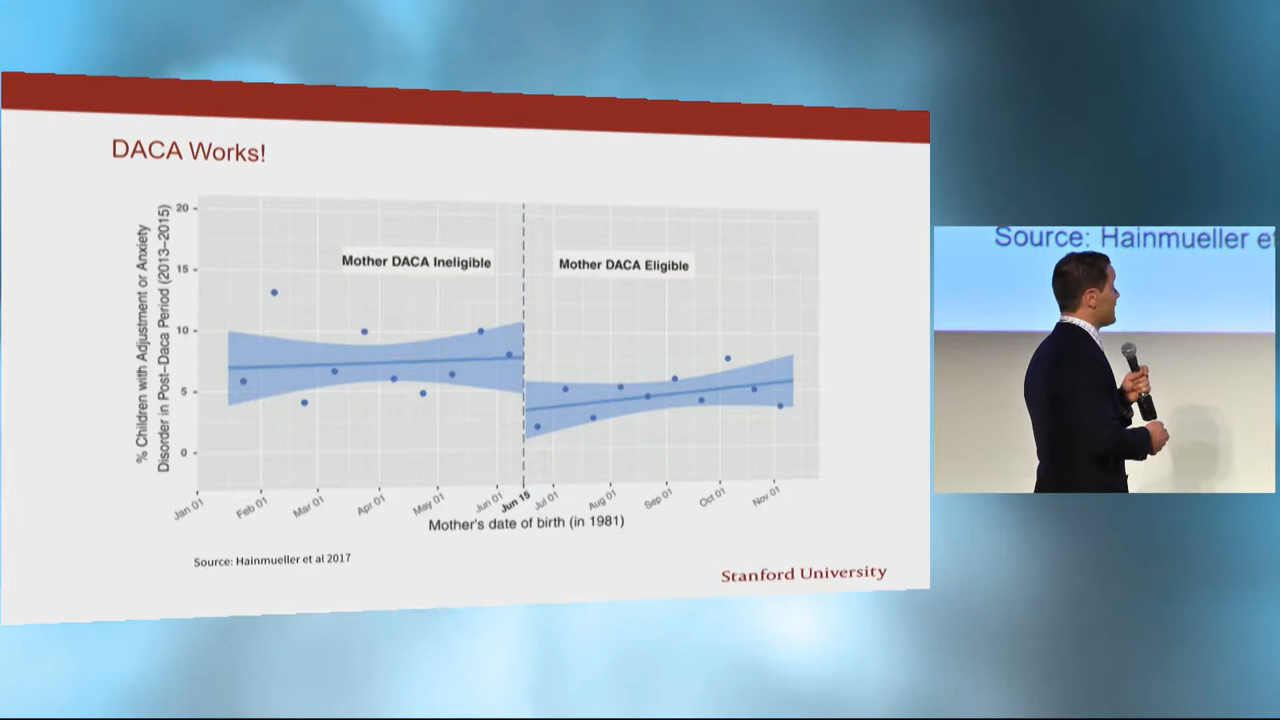 DACA Works!
% Children with Adjustment or Anxiety
Disorder in Post–Daca Period (2013–2015)
20
15
10
5
0
Mother DACA Ineligible
Mother DACA Eligible
Jan 01
Feb 01
Mar 01
Apr 01
May 01
Jun 01
Jun 15
Jul 01
Aug 01
Sep 01
Oct 01
Nov 01
Mother's date of birth (in 1981)
Source: Hainmueller et al 2017
Stanford University
Source: Hainmueller